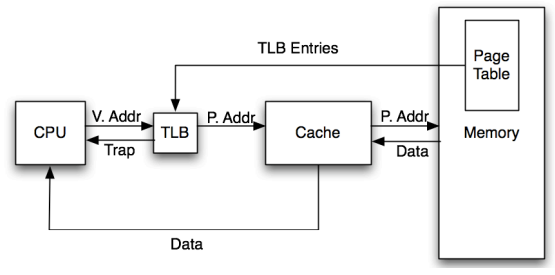 TLB Entries
Page
Table
CPU
V. Addr
Trap
TLB
P. Addr
Cache
P. Addr
Data
Memory
Data